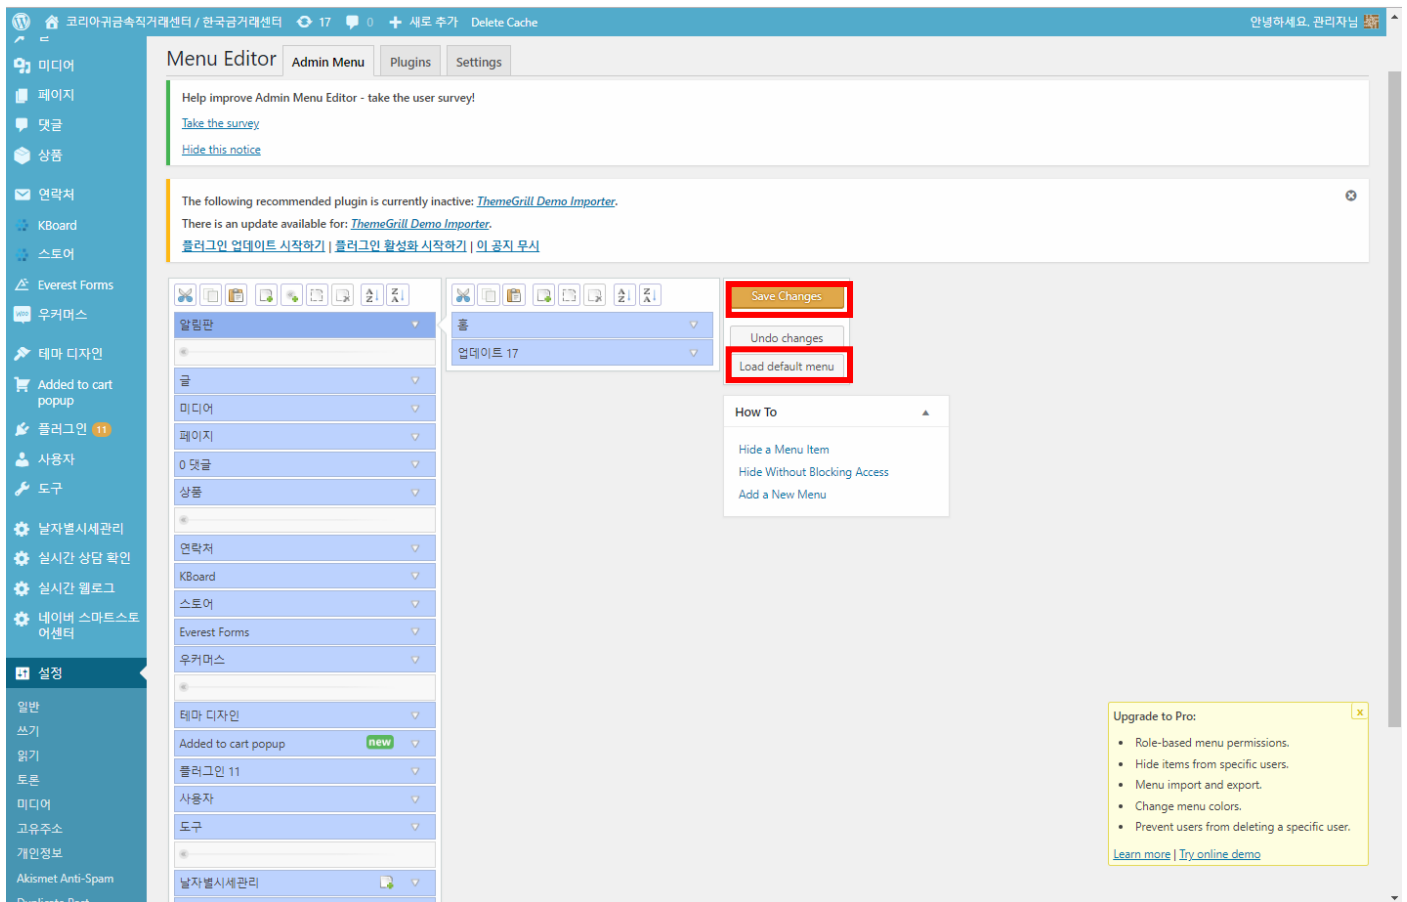 코리아귀금속직거래센터 / 한국금거래센터 17 0 새로 추가 Delete Cache 안녕하세요, 관리자님
글
미디어
페이지
댓글
상품
연락처
KBoard
스토어
Everest Forms
우커머스
테마 디자인
Added to cart
popup
플러그인 11
사용자
도구
날자별시세관리
실시간 상담 확인
실시간 웹로그
네이버 스마트스토
어센터
설정
일반
쓰기
읽기
토론
미디어
고유주소
개인정보
Akismet Anti-Spam
Duplicate Post
Menu Editor Admin Menu Plugins Settings
Help improve Admin Menu Editor - take the user survey!
Take the survey
Hide this notice
The following recommended plugin is currently inactive: ThemeGrill Demo Importer.
There is an update available for: ThemeGrill Demo Importer.
플러그인 업데이트 시작하기 | 플러그인 활성화 시작하기 | 이 공지 무시
알림판
글
미디어
페이지
0 댓글
상품
연락처
KBoard
스토어
Everest Forms
우커머스
테마 디자인
Added to cart popup new
플러그인 11
사용자
도구
날자별시세관리
홈
업데이트 17
Save Changes
Undo changes
Load default menu
How To
Hide a Menu Item
Hide Without Blocking Access
Add a New Menu
Upgrade to Pro:
Role-based menu permissions.
Hide items from specific users.
Menu import and export.
Change menu colors.
Prevent users from deleting a specific user.
Learn more | Try online demo